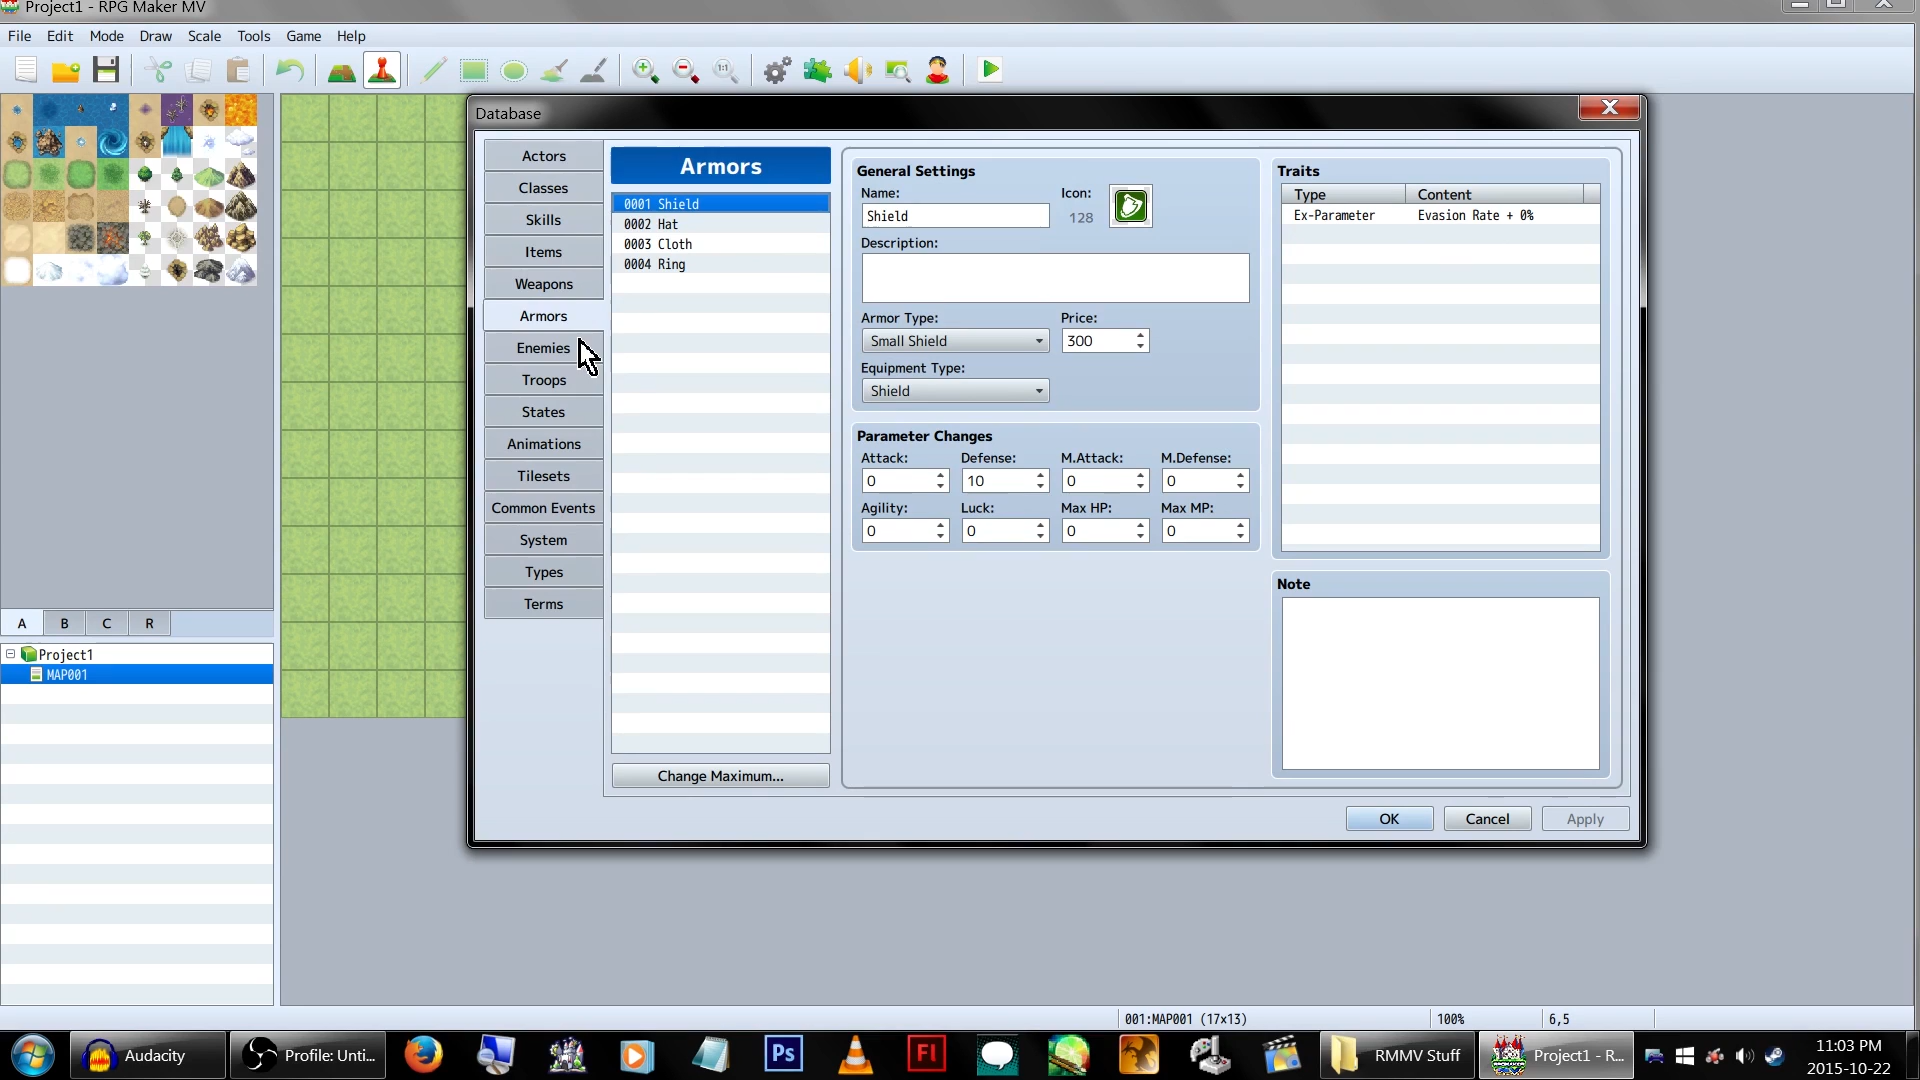 Project1 - RPG Maker MV
File Edit Mode Draw Scale Tools Game Help
1:1
Database
Actors
Classes
Skills
Items
Weapons
Armors
Enemies
Troops
States
Animations
Tilesets
Common Events
System
Types
Terms
Armors
0001 Shield
0002 Hat
0003 Cloth
0004 Ring
Change Maximum...
General Settings
Name:
Icon:
Shield
128
Description:
Armor Type:
Price:
Small Shield
300
Equipment Type:
Shield
Parameter Changes
Attack: Defense: M.Attack: M.Defense:
0 10 0 0
Agility: Luck: Max HP: Max MP:
0 0 0 0
Traits
Type Content
Ex-Parameter Evasion Rate + 0%
Note
OK Cancel Apply
A B C R
Project1
MAP001
001:MAP001 (17x13) 100% 6,5
Audacity
Profile: Unti...
Ps
Fl
RMMV Stuff
Project1 - R...
11:03 PM
2015-10-22